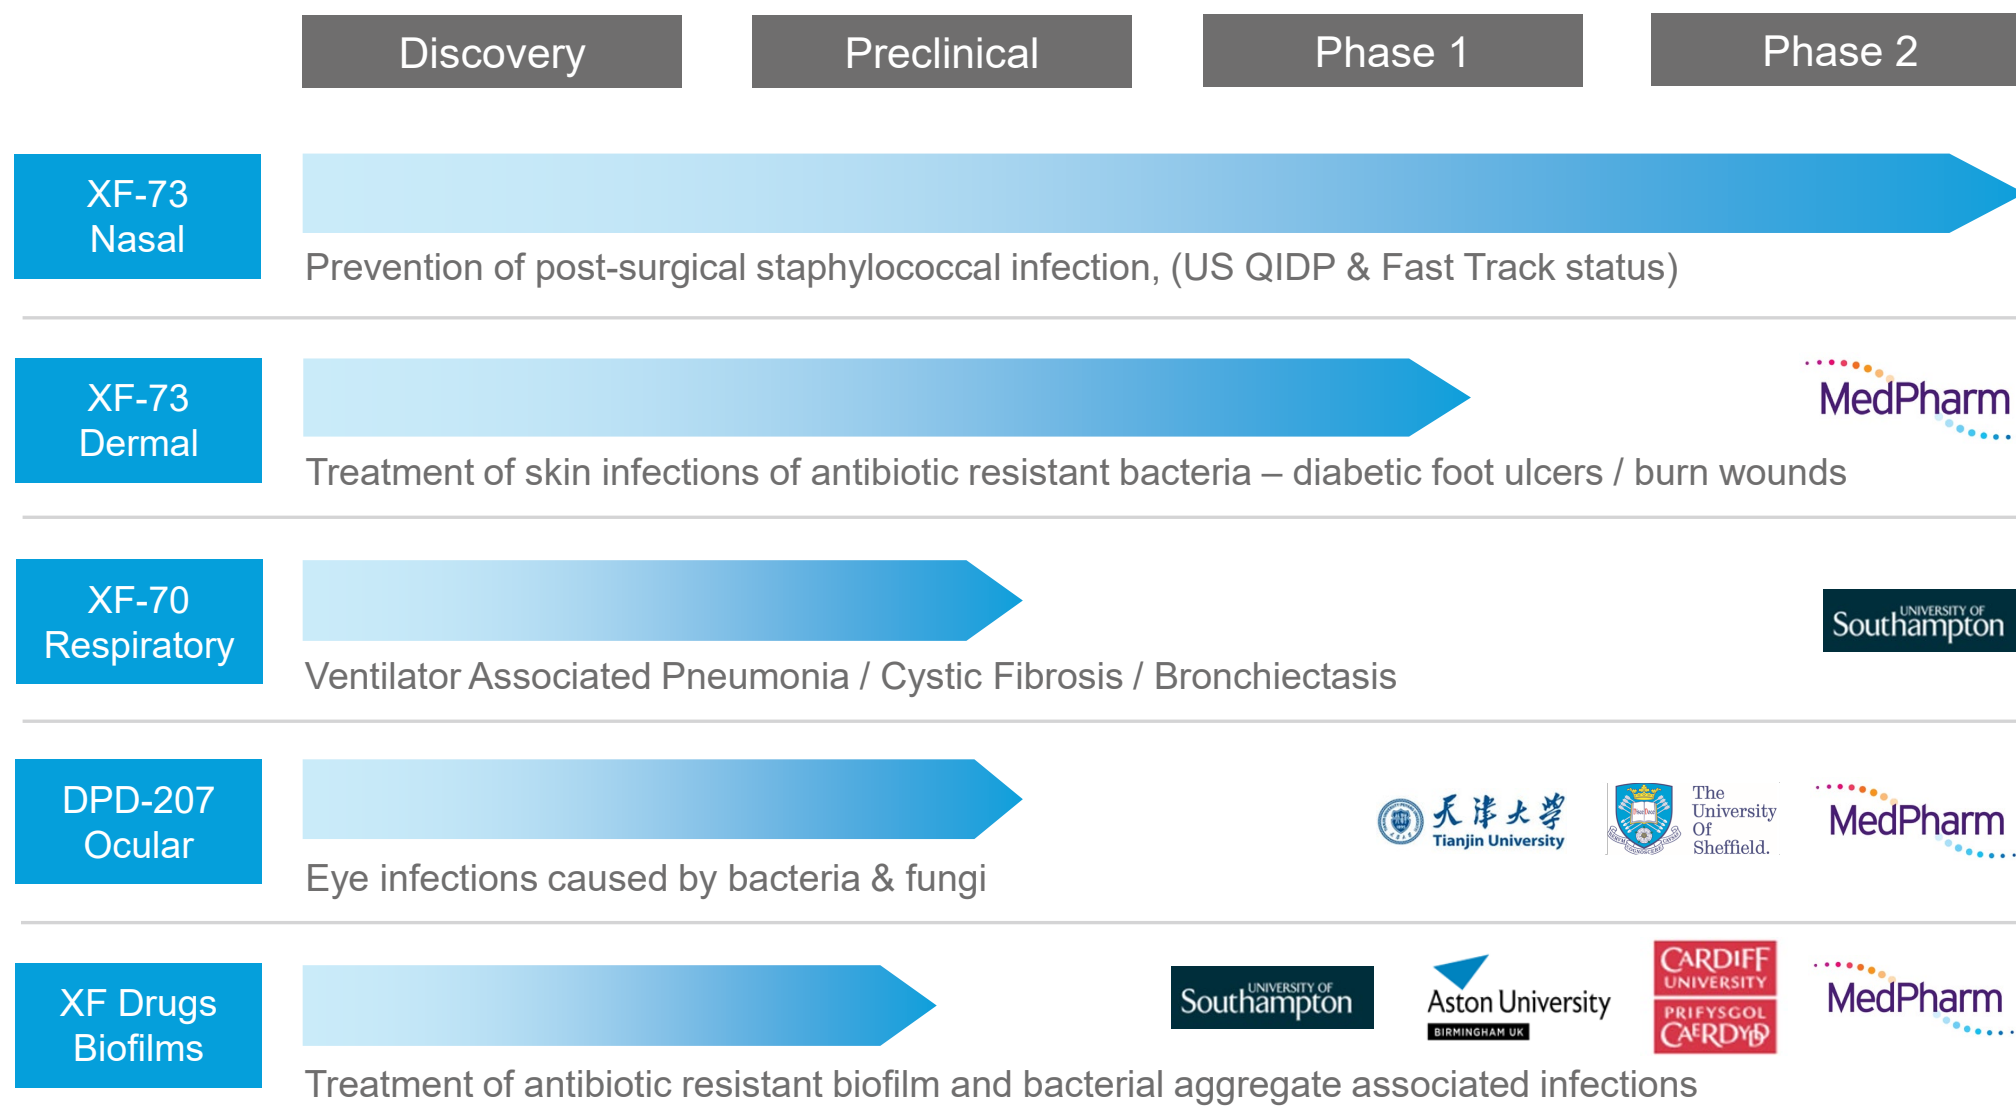 Discovery
Preclinical
Phase 1
Phase 2
XF-73
Nasal
Prevention of post-surgical staphylococcal infection, (US QIDP & Fast Track status)
XF-73
Dermal
MedPharm
Treatment of skin infections of antibiotic resistant bacteria – diabetic foot ulcers / burn wounds
XF-70
Respiratory
UNIVERSITY OF
Southampton
Ventilator Associated Pneumonia / Cystic Fibrosis / Bronchiectasis
DPD-207
Ocular
天津大学
Tianjin University
The
University
Of
Sheffield.
MedPharm
Eye infections caused by bacteria & fungi
XF Drugs
Biofilms
UNIVERSITY OF
Southampton
Aston University
BIRMINGHAM UK
CARDIFF
UNIVERSITY
PRIFYSGOL
CAERDYDD
MedPharm
Treatment of antibiotic resistant biofilm and bacterial aggregate associated infections